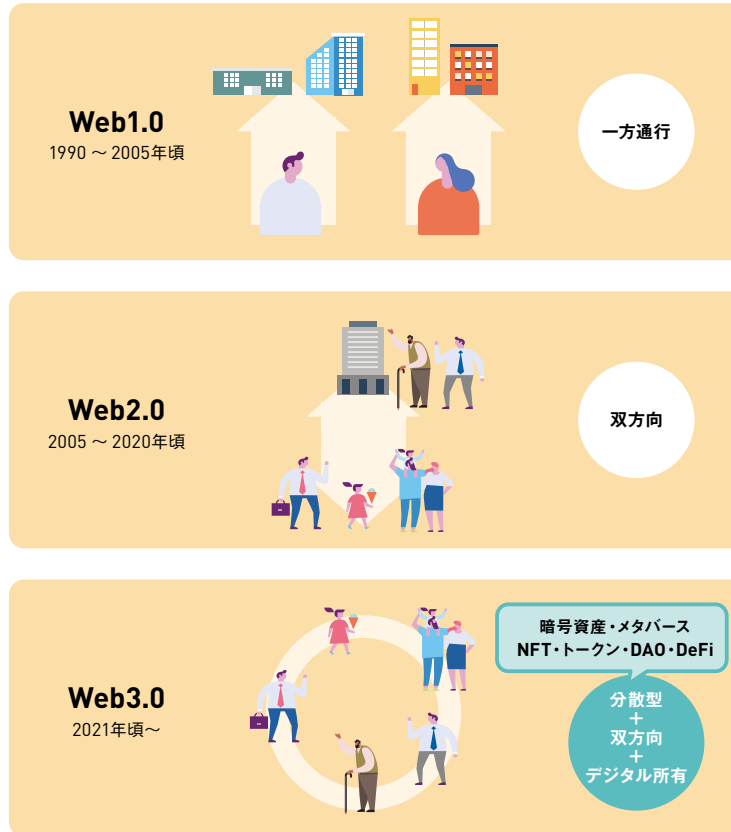 Web1.0
1990 〜 2005年頃
一方通行
Web2.0
2005 〜 2020年頃
双方向
Web3.0
2021年頃〜
暗号資産・メタバース
NFT・トークン・DAO・DeFi
分散型
+
双方向
+
デジタル所有